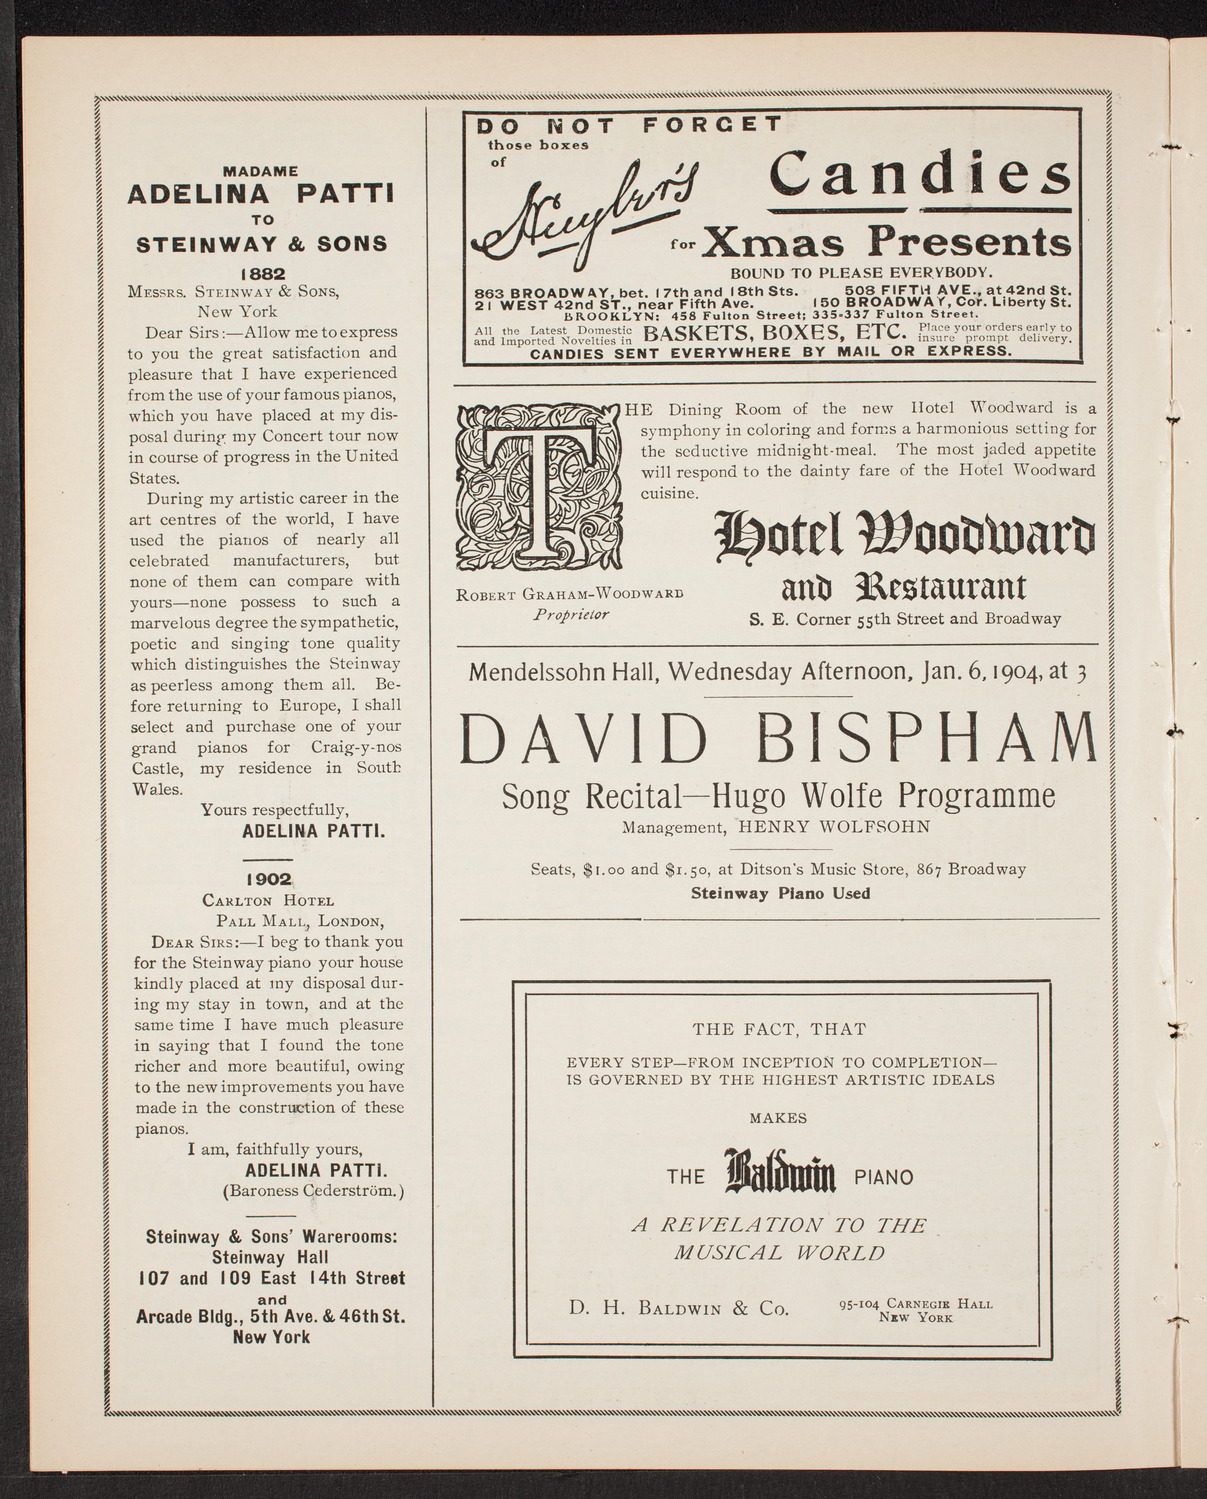 MADAME
ADELINA PATTI
TO
STEINWAY & SONS
1882
MESSRS. STEINWAY & SONS,
New York
Dear Sirs:—Allow me to express
to you the great satisfaction and
pleasure that I have experienced
from the use of your famous pianos,
which you have placed at my dis-
posal during my Concert tour now
in course of progress in the United
States.
During my artistic career in the
art centres of the world, I have
used the pianos of nearly all
celebrated manufacturers, but
none of them can compare with
yours—none possess to such a
marvelous degree the sympathetic,
poetic and singing tone quality
which distinguishes the Steinway
as peerless among them all. Be-
fore returning to Europe, I shall
select and purchase one of your
grand pianos for Craig-y-nos
Castle, my residence in South
Wales.
Yours respectfully,
ADELINA PATTI.
1902
CARLTON HOTEL
PALL MALL, LONDON,
DEAR SIRS:—I beg to thank you
for the Steinway piano your house
kindly placed at my disposal dur-
ing my stay in town, and at the
same time I have much pleasure
in saying that I found the tone
richer and more beautiful, owing
to the new improvements you have
made in the construction of these
pianos.
I am, faithfully yours,
ADELINA PATTI.
(Baroness Cederström.)
Steinway & Sons' Warerooms:
Steinway Hall
107 and 109 East 14th Street
and
Arcade Bldg., 5th Ave. & 46th St.
New York
DO NOT FORGET
those boxes
of
Huyler's
Candies
for Xmas Presents
BOUND TO PLEASE EVERYBODY.
863 BROADWAY, bet. 17th and 18th Sts. 508 FIFTH AVE., at 42nd St.
21 WEST 42nd ST., near Fifth Ave. 150 BROADWAY, Cor. Liberty St.
BROOKLYN: 458 Fulton Street; 335-337 Fulton Street.
All the Latest Domestic
and Imported Novelties in
BASKETS, BOXES, ETC.
Place your orders early to
insure prompt delivery.
CANDIES SENT EVERYWHERE BY MAIL OR EXPRESS.
THE Dining Room of the new Hotel Woodward is a
symphony in coloring and forms a harmonious setting for
the seductive midnight-meal. The most jaded appetite
will respond to the dainty fare of the Hotel Woodward
cuisine.
Hotel Woodward
and Restaurant
ROBERT GRAHAM-WOODWARD
Proprietor
S. E. Corner 55th Street and Broadway
Mendelssohn Hall, Wednesday Afternoon, Jan. 6, 1904, at 3
DAVID BISPHAM
Song Recital—Hugo Wolfe Programme
Management, HENRY WOLFSOHN
Seats, $1.00 and $1.50, at Ditson's Music Store, 867 Broadway
Steinway Piano Used
THE FACT, THAT
EVERY STEP—FROM INCEPTION TO COMPLETION—
IS GOVERNED BY THE HIGHEST ARTISTIC IDEALS
MAKES
THE Baldwin PIANO
A REVELATION TO THE
MUSICAL WORLD
D. H. BALDWIN & CO.
95-104 CARNEGIE HALL
NEW YORK